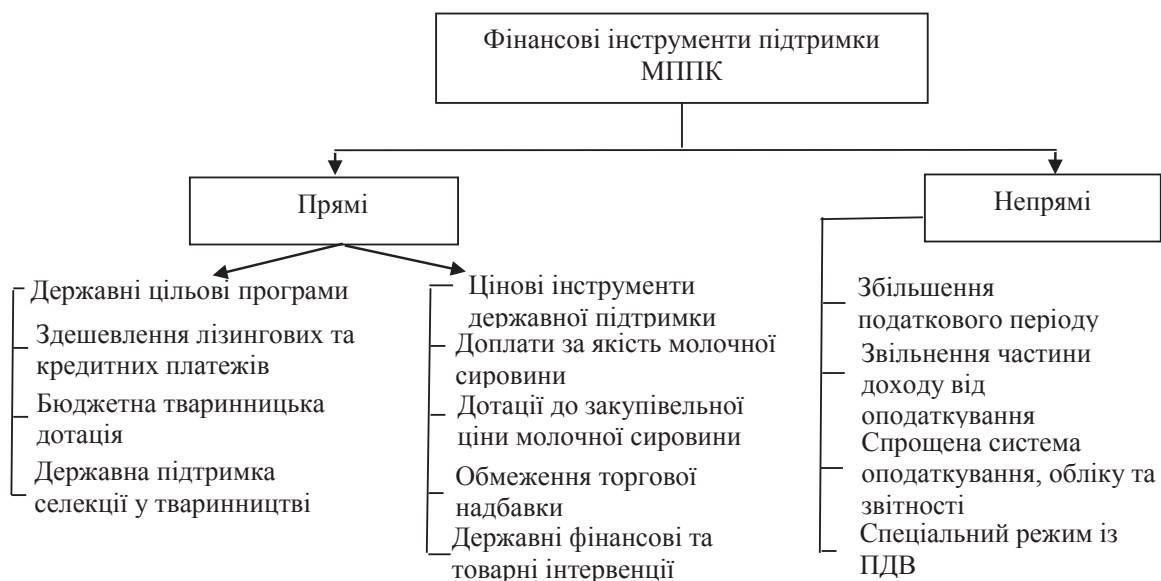 Фінансові інструменти підтримки
МППК
Прямі
Непрямі
Державні цільові програми
Здешевлення лізингових та
кредитних платежів
Бюджетна тваринницька
дотація
Державна підтримка
селекції у тваринництві
Цінові інструменти
державної підтримки
Доплати за якість молочної
сировини
Дотації до закупівельної
ціни молочної сировини
Обмеження торгової
надбавки
Державні фінансові та
товарні інтервенції
Збільшення
податкового періоду
Звільнення частини
доходу від
оподаткування
Спрощена система
оподаткування, обліку та
звітності
Спеціальний режим із
ПДВ